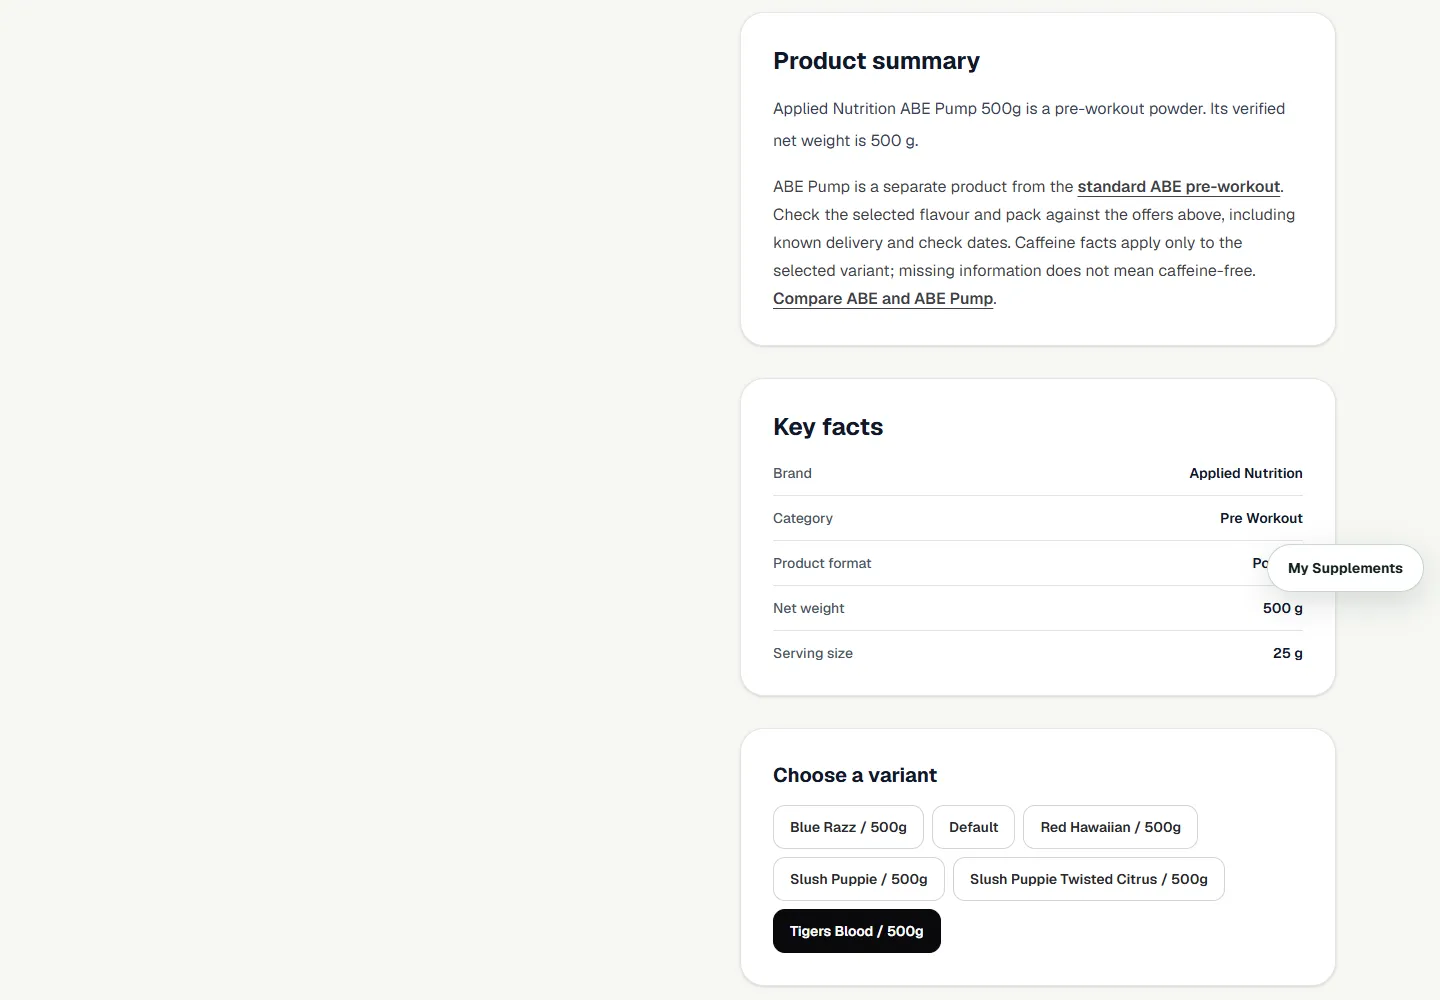 Product summary
Applied Nutrition ABE Pump 500g is a pre-workout powder. Its verified
net weight is 500 g.
ABE Pump is a separate product from the standard ABE pre-workout.
Check the selected flavour and pack against the offers above, including
known delivery and check dates. Caffeine facts apply only to the
selected variant; missing information does not mean caffeine-free.
Compare ABE and ABE Pump.
Key facts
Brand Applied Nutrition
Category Pre Workout
Product format
My Supplements
Net weight 500 g
Serving size 25 g
Choose a variant
Blue Razz / 500g Default Red Hawaiian / 500g
Slush Puppie / 500g Slush Puppie Twisted Citrus / 500g
Tigers Blood / 500g